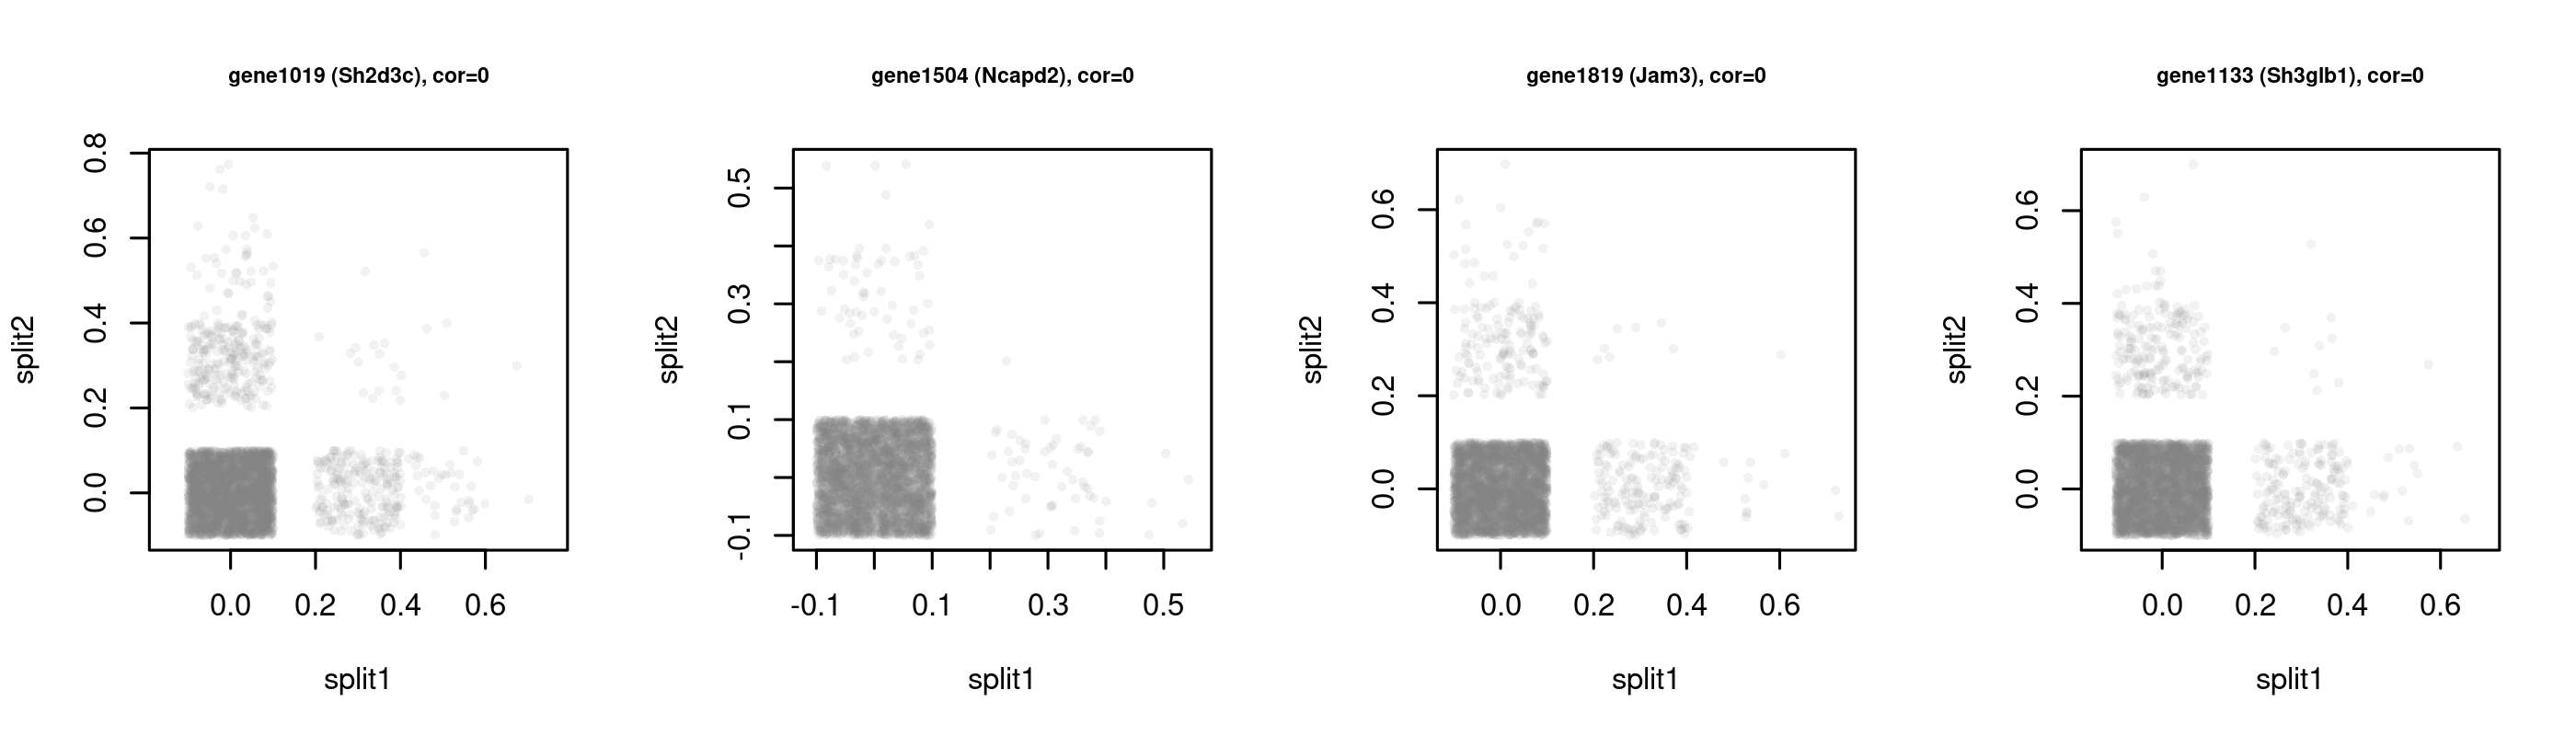 gene1019 (Sh2d3c), cor=0
split2
0.8
0.6
0.4
0.2
0.0
0.0 0.2 0.4 0.6
split1
gene1504 (Ncapd2), cor=0
split2
0.5
0.3
0.1
-0.1
-0.1 0.1 0.3 0.5
split1
gene1819 (Jam3), cor=0
split2
0.6
0.4
0.2
0.0
0.0 0.2 0.4 0.6
split1
gene1133 (Sh3glb1), cor=0
split2
0.6
0.4
0.2
0.0
0.0 0.2 0.4 0.6
split1